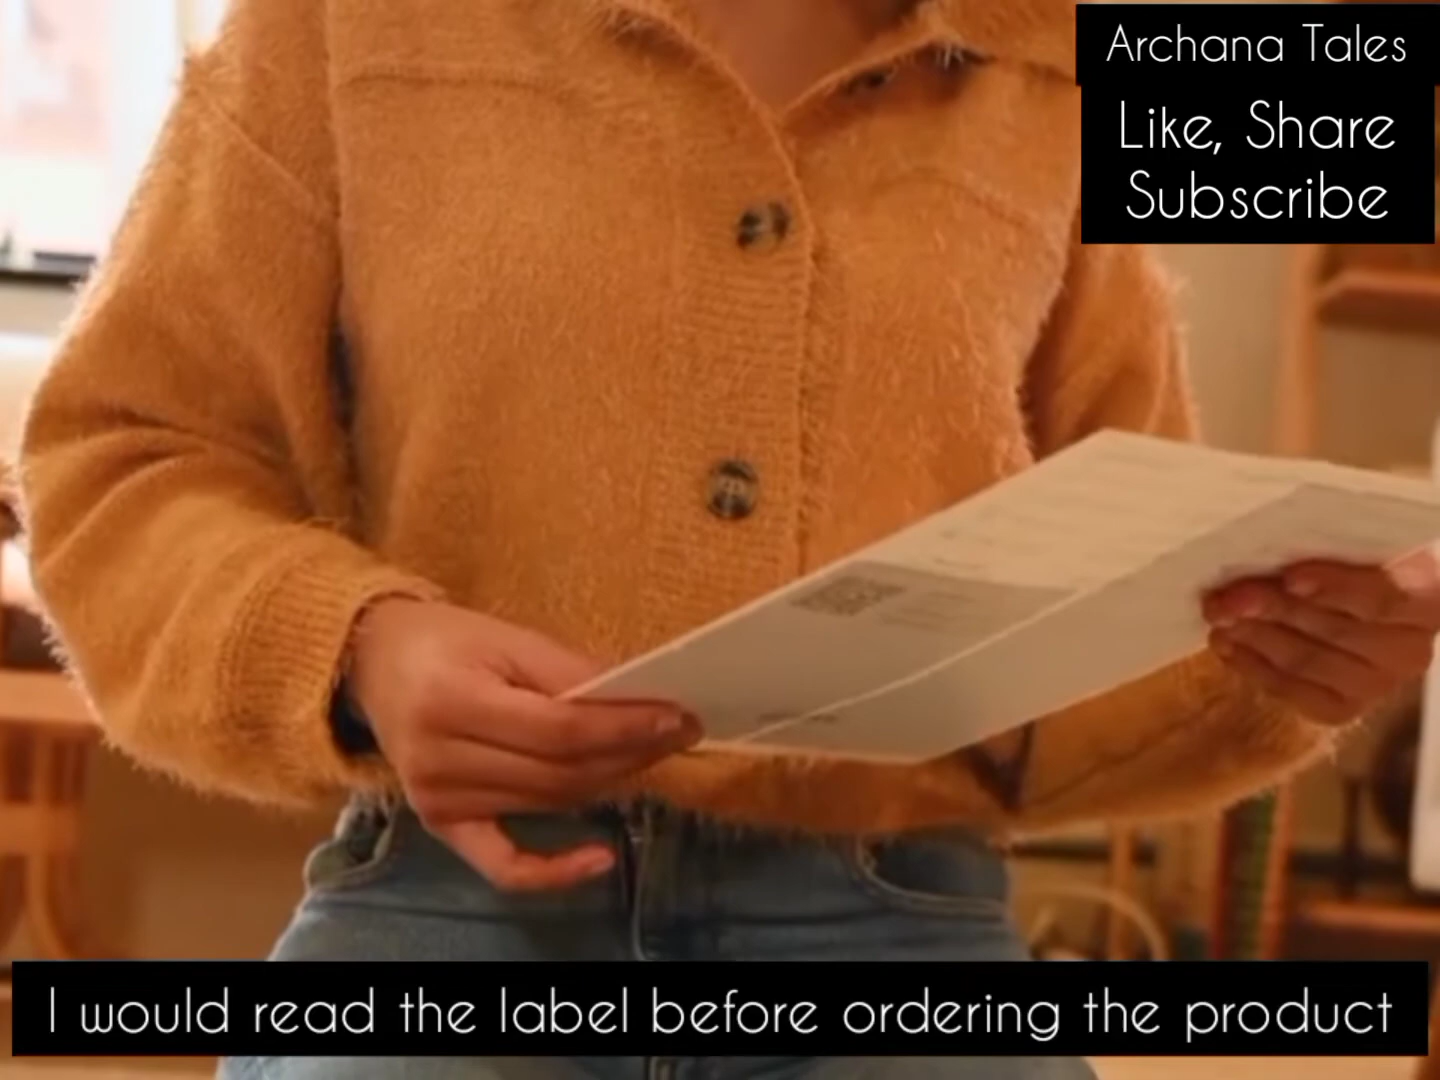 Archana Tales
Like, Share
Subscribe
I would read the label before ordering the product